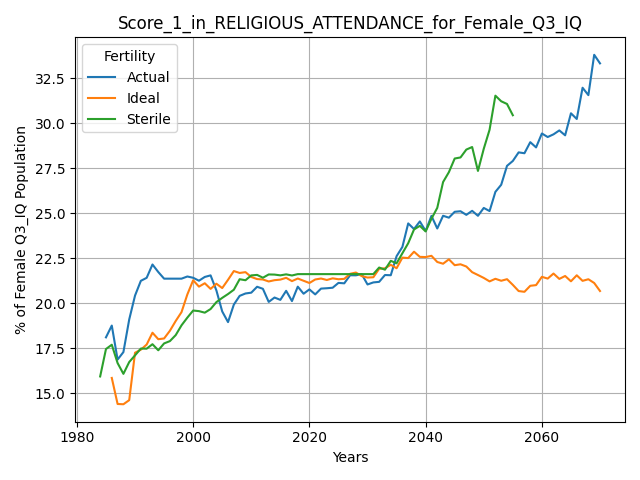 Score_1_in_RELIGIOUS_ATTENDANCE_for_Female_Q3_IQ
Fertility
Actual
Ideal
Sterile
% of Female Q3_IQ Population
32.5
30.0
27.5
25.0
22.5
20.0
17.5
15.0
1980
2000
2020
2040
2060
Years